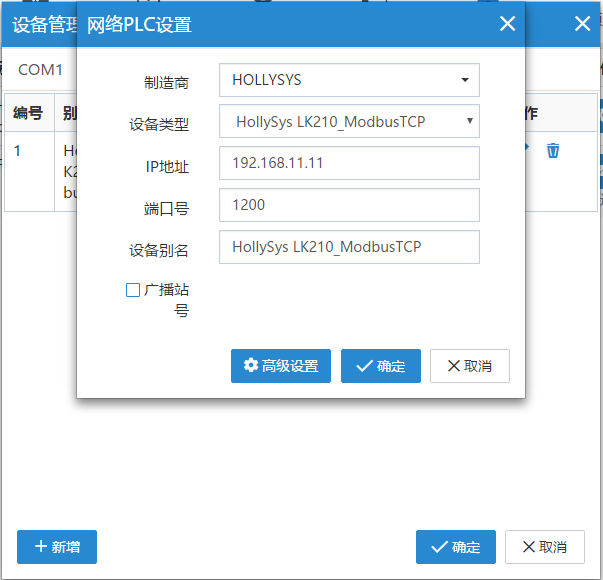 设备管理
网络PLC设置
COM1
制造商
HOLLYSYS
编号
别
作
设备类型
HollySys LK210_ModbusTCP
1
Ho
K2
bu
IP地址
192.168.11.11
端口号
1200
设备别名
HollySys LK210_ModbusTCP
广播站
号
高级设置
确定
取消
新增
确定
取消